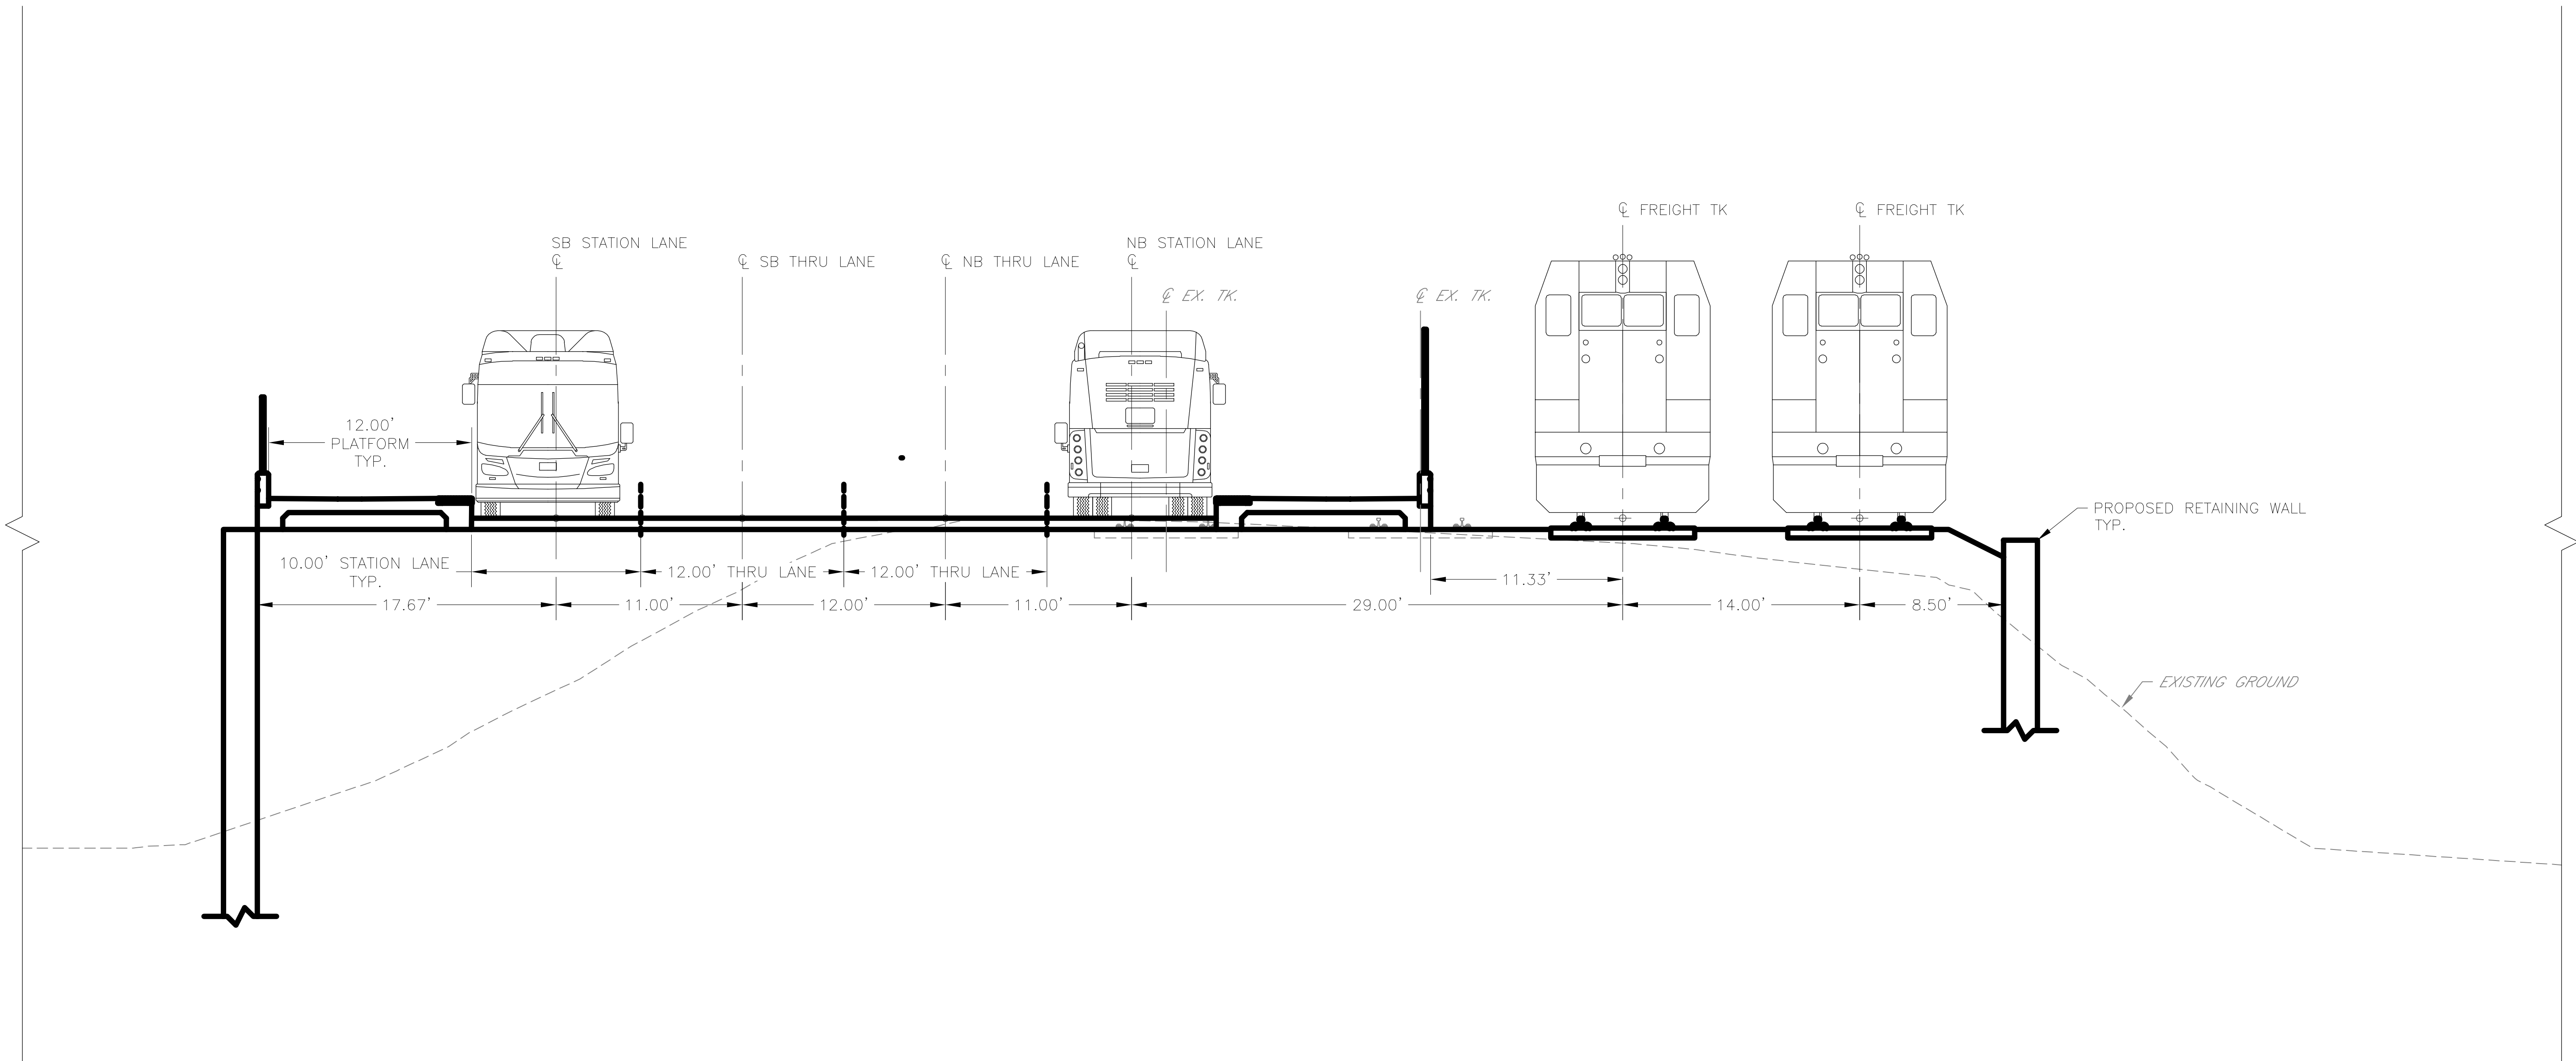 ℄ FREIGHT TK
℄ FREIGHT TK
SB STATION LANE
℄
℄ SB THRU LANE
℄ NB THRU LANE
NB STATION LANE
℄
℄ EX. TK.
℄ EX. TK.
12.00'
PLATFORM
TYP.
PROPOSED RETAINING WALL
TYP.
10.00' STATION LANE
TYP.
12.00' THRU LANE
12.00' THRU LANE
11.33'
17.67'
11.00'
12.00'
11.00'
29.00'
14.00'
8.50'
EXISTING GROUND